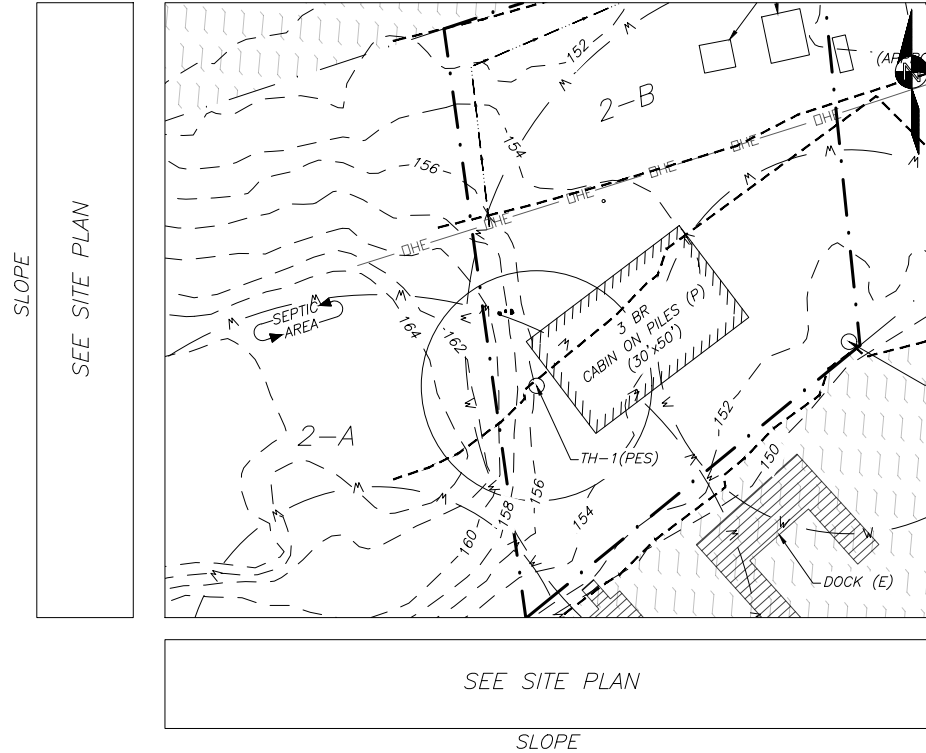 SLOPE
SEE SITE PLAN
152
2-B
OHE
OHE
OHE
OHE
OHE
OHE
154
156
SEPTIC
AREA
164
162
3 BR
CABIN ON PILES (P)
(30'x50')
2-A
TH-1(PES)
152
150
156
158
154
160
DOCK (E)
SEE SITE PLAN
SLOPE